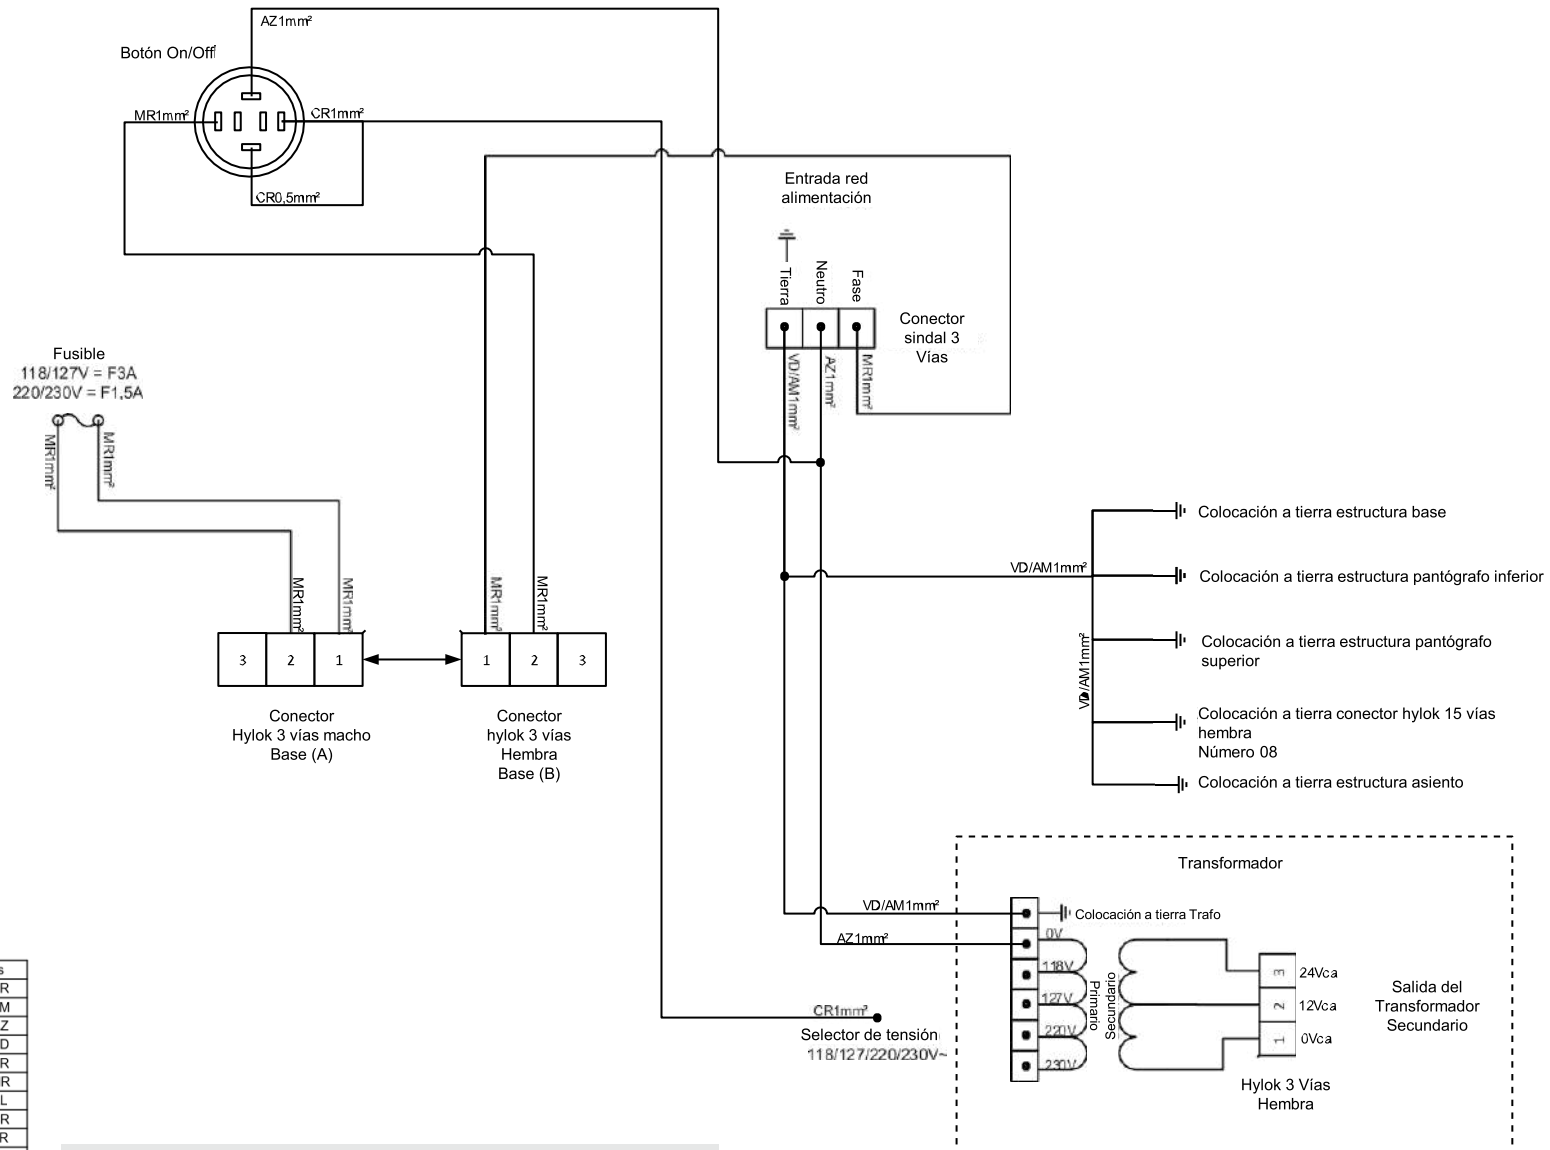 AZ1mm²
Botón On/Off
MR1mm²
CR1mm²
CR0,5mm²
Entrada red
alimentación
Tierra
Neutro
Fase
Conector
sindal 3
Vías
VD/AM1mm²
AZ1mm²
MR1mm²
Fusible
118/127V = F3A
220/230V = F1,5A
MR1mm²
MR1mm²
MR1mm²
MR1mm²
MR1mm²
MR1mm²
3
2
1
1
2
3
Conector
Hylok 3 vías macho
Base (A)
Conector
hylok 3 vías
Hembra
Base (B)
VD/AM1mm²
VD/AM1mm²
Colocación a tierra estructura base
Colocación a tierra estructura pantógrafo inferior
Colocación a tierra estructura pantógrafo
superior
Colocación a tierra conector hylok 15 vías
hembra
Número 08
Colocación a tierra estructura asiento
Transformador
VD/AM1mm²
Colocación a tierra Trafo
AZ1mm²
0V
118V
127V
220V
230V
Primario
Secundario
3
2
1
24Vca
12Vca
0Vca
Salida del
Transformador
Secundario
Hylok 3 Vías
Hembra
CR1mm²
Selector de tensión
118/127/220/230V~
s
R
M
Z
D
R
R
L
R
R